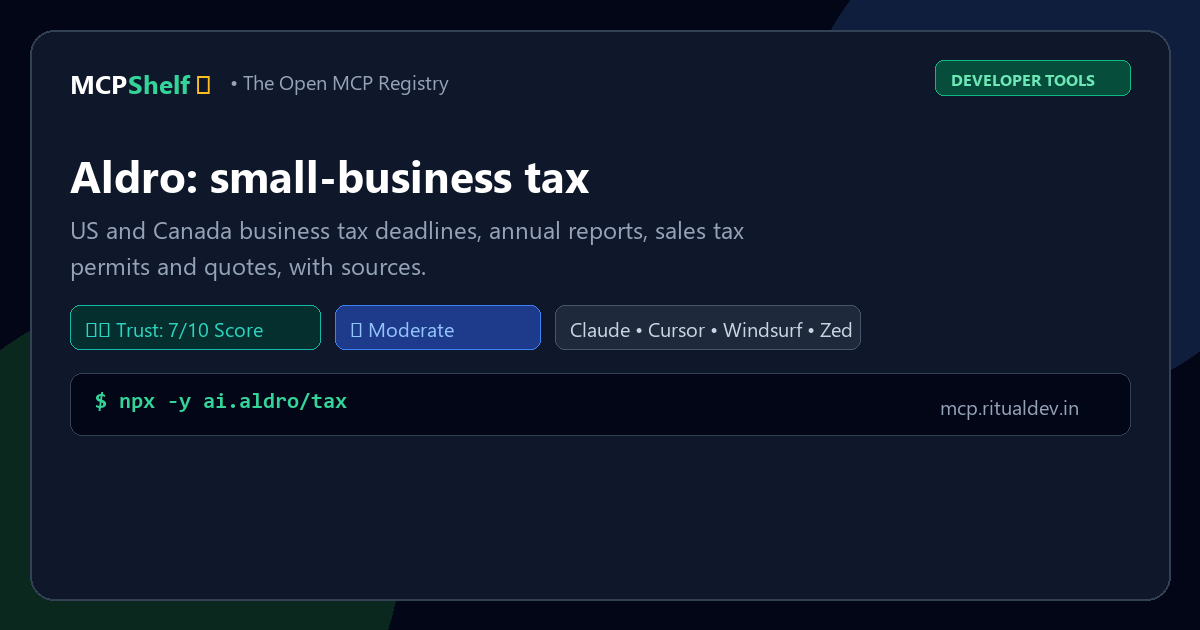 MCPShelf • The Open MCP Registry
DEVELOPER TOOLS
Aldro: small-business tax
US and Canada business tax deadlines, annual reports, sales tax
permits and quotes, with sources.
Trust: 7/10 Score
Moderate
Claude • Cursor • Windsurf • Zed
$ npx -y ai.aldro/tax
mcp.ritualdev.in